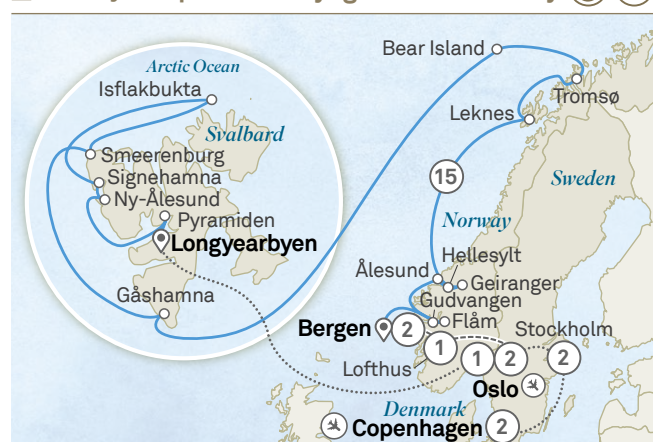 Bear Island
Arctic Ocean
Isflakbukta
Tromsø
Leknes
Svalbard
Smeerenburg
Signehamna
Ny-Ålesund
Pyramiden
Longyearbyen
15
Sweden
Norway
Hellesylt
Ålesund
Geiranger
Gåshamna
Gudvangen
Flåm
Bergen
2
Stockholm
1
1
2
2
Lofthus
Oslo
Denmark
Copenhagen
2